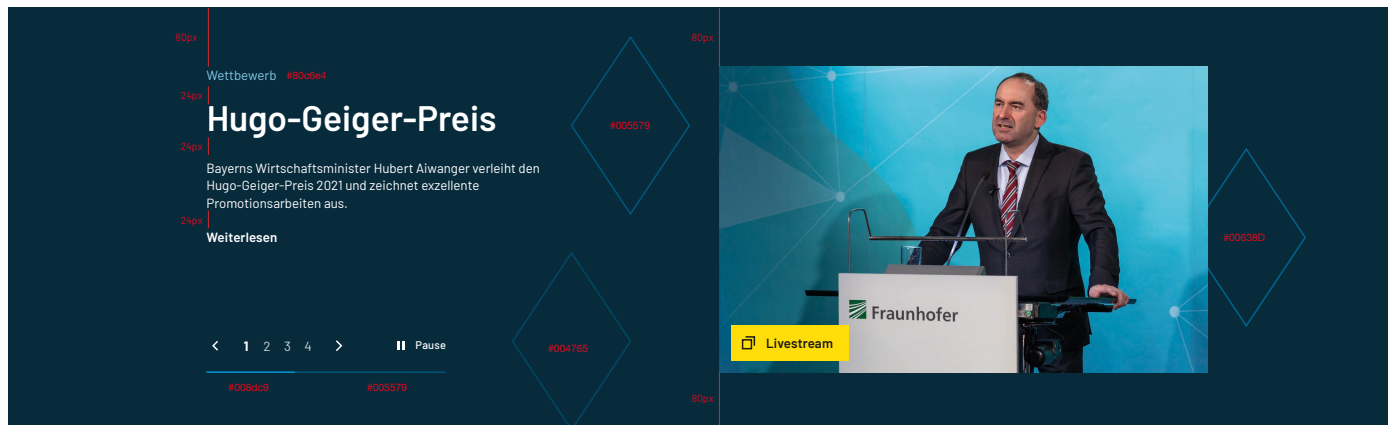 80px
80px
Wettbewerb #80c6e4
24px
Hugo-Geiger-Preis
#005579
24px
Bayerns Wirtschaftsminister Hubert Aiwanger verleiht den
Hugo-Geiger-Preis 2021 und zeichnet exzellente
Promotionsarbeiten aus.
24px
Weiterlesen
#00638D
Fraunhofer
Livestream
1 2 3 4
Pause
#004765
#008dc9
#005579
80px